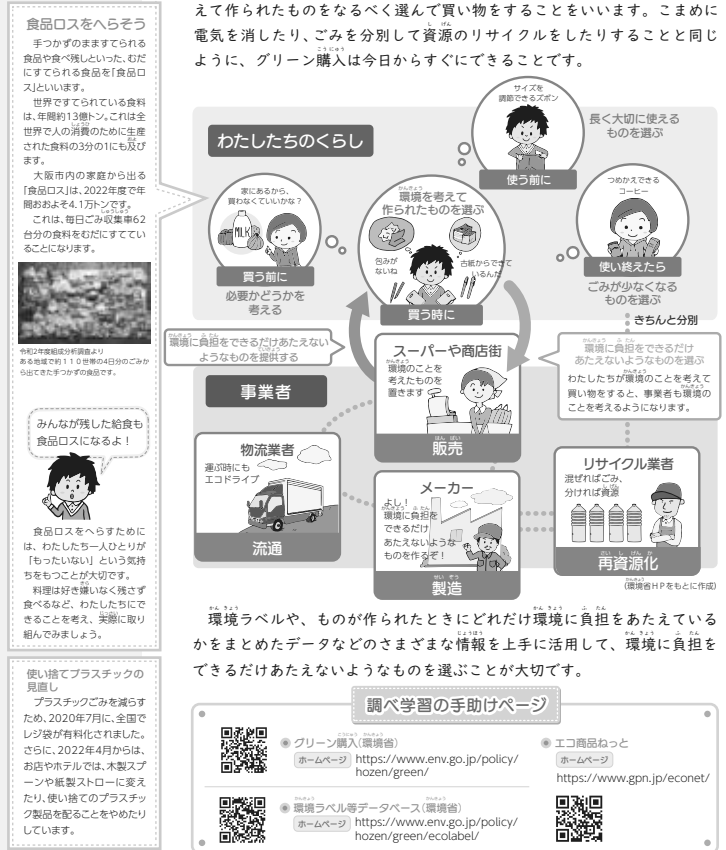 食品ロスをへらそう
手つかずのまますてられる
食品や食べ残しといった、むだ
にすてられる食品を「食品ロ
ス」といいます。
世界ですてられている食料
は、年間約13億トン。これは全
世界で人の消費のために生産
された食料の3分の1にも及び
ます。
大阪市内の家庭から出る
「食品ロス」は、2022年度で年
間おおよそ4.1万トンです。
これは、毎日ごみ収集車62
台分の食料をむだにすててい
ることになります。
令和2年度組成分析調査より
ある地域で約110世帯の4日分のごみか
ら出てきた手つかずの食品です。
みんなが残した給食も
食品ロスになるよ！
食品ロスをへらすために
は、わたしたち一人ひとりが
「もったいない」という気持
ちをもつことが大切です。
料理は好き嫌いなく残さず
食べるなど、わたしたちにで
きることを考え、実際に取り
組んでみましょう。
使い捨てプラスチックの
見直し
プラスチックごみを減らす
ため、2020年7月に、全国で
レジ袋が有料化されました。
さらに、2022年4月からは、
お店やホテルでは、木製スプ
ーンや紙製ストローに変え
たり、使い捨てのプラスチッ
ク製品を配ることをやめたり
しています。
えて作られたものをなるべく選んで買い物をすることをいいます。こまめに
電気を消したり、ごみを分別して資源のリサイクルをしたりすることと同じ
ように、グリーン購入は今日からすぐにできることです。
わたしたちのくらし
サイズを
調節できるズボン
使う前に
長く大切に使える
ものを選ぶ
家にあるから、
買わなくていいかな？
MILK
買う前に
必要かどうかを
考える
環境を考えて
作られたものを選ぶ
包みが
ないね
古紙からできて
いるんだ
買う時に
つめかえできる
コーヒー
使い終えたら
ごみが少なくなる
ものを選ぶ
きちんと分別
環境に負担をできるだけあたえない
ようなものを提供する
スーパーや商店街
環境のことを
考えたものを
置きます
販売
環境に負担をできるだけ
あたえないようなものを選ぶ
わたしたちが環境のことを考えて
買い物をすると、事業者も環境の
ことを考えるようになります。
事業者
物流業者
運ぶ時にも
エコドライブ
流通
メーカー
よし！
環境に負担を
できるだけ
あたえないような
ものを作るぞ！
製造
リサイクル業者
混ぜればごみ、
分ければ資源
再資源化
(環境省HPをもとに作成)
環境ラベルや、ものが作られたときにどれだけ環境に負担をあたえている
かをまとめたデータなどのさまざまな情報を上手に活用して、環境に負担を
できるだけあたえないようなものを選ぶことが大切です。
調べ学習の手助けページ
グリーン購入(環境省)
ホームページ https://www.env.go.jp/policy/
hozen/green/
環境ラベル等データベース(環境省)
ホームページ https://www.env.go.jp/policy/
hozen/green/ecolabel/
エコ商品ねっと
ホームページ
https://www.gpn.jp/econet/